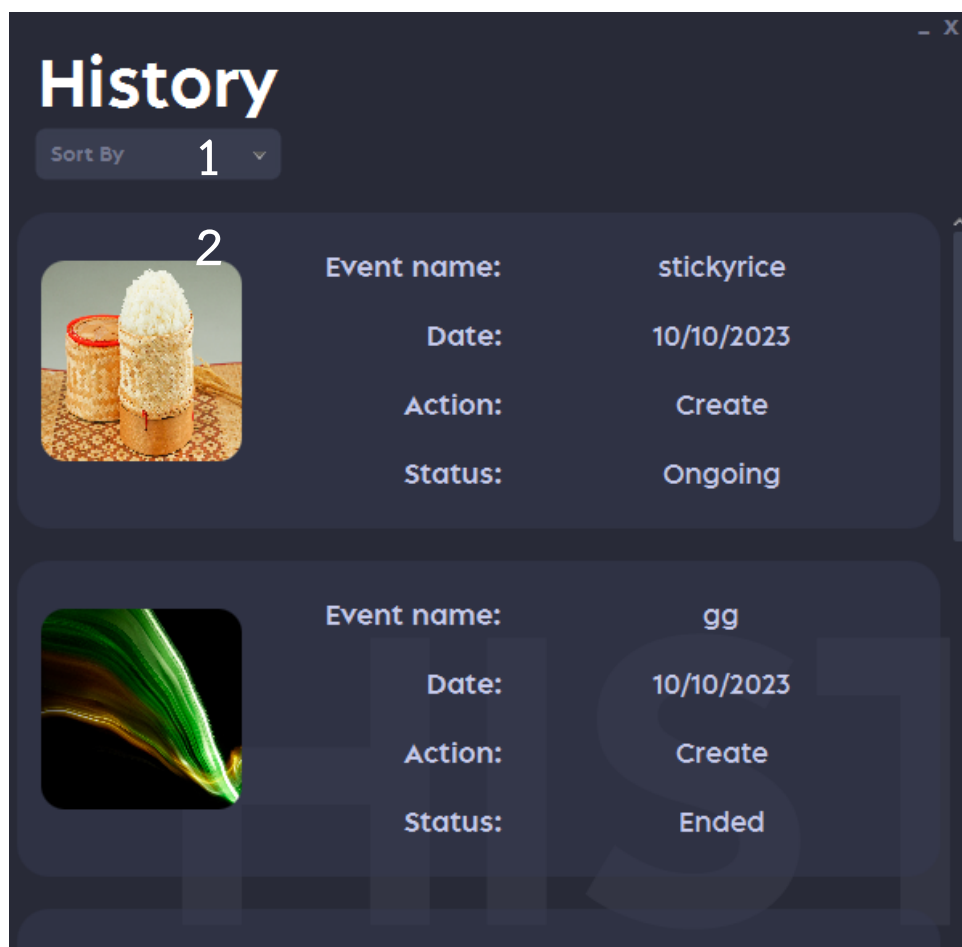 _ X
History
Sort By 1
2
Event name: stickyrice
Date: 10/10/2023
Action: Create
Status: Ongoing
Event name: gg
Date: 10/10/2023
Action: Create
Status: Ended
HIST